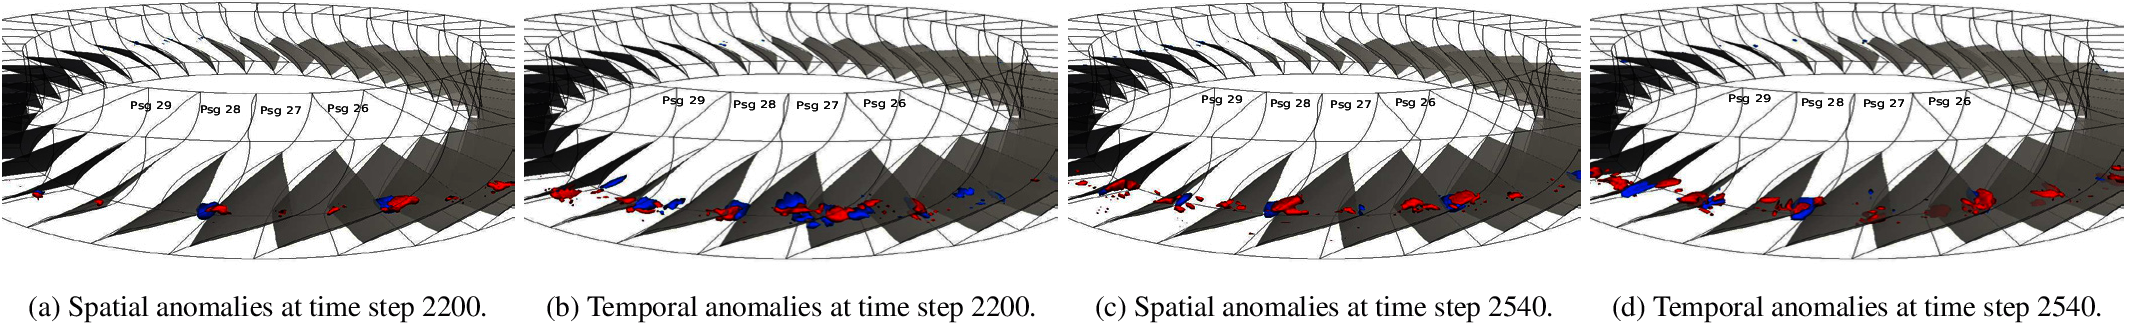 Psg 29 Psg 28 Psg 27 Psg 26
Psg 29 Psg 28 Psg 27 Psg 26
Psg 29 Psg 28 Psg 27 Psg 26
Psg 29 Psg 28 Psg 27 Psg 26
(a) Spatial anomalies at time step 2200.
(b) Temporal anomalies at time step 2200.
(c) Spatial anomalies at time step 2540.
(d) Temporal anomalies at time step 2540.